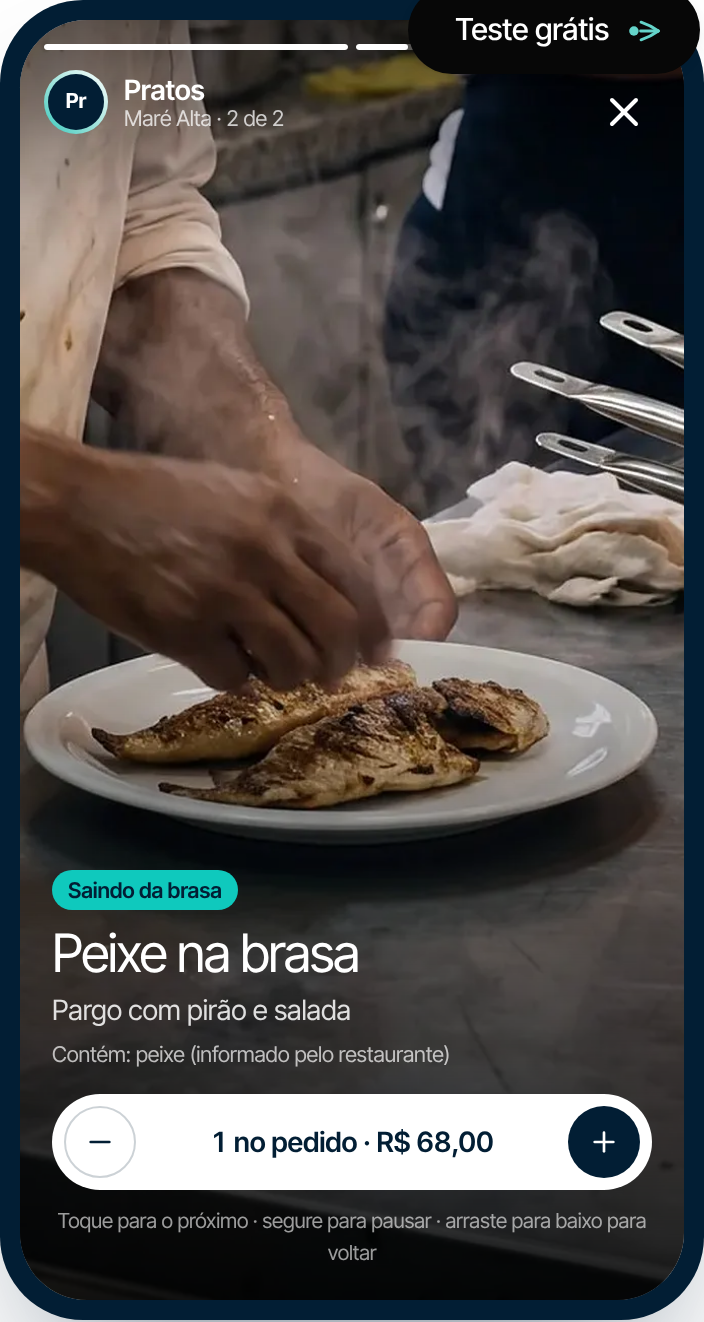 Teste grátis
Pr
Pratos
Maré Alta · 2 de 2
Saindo da brasa
Peixe na brasa
Pargo com pirão e salada
Contém: peixe (informado pelo restaurante)
1 no pedido · R$ 68,00
Toque para o próximo · segure para pausar · arraste para baixo para
voltar